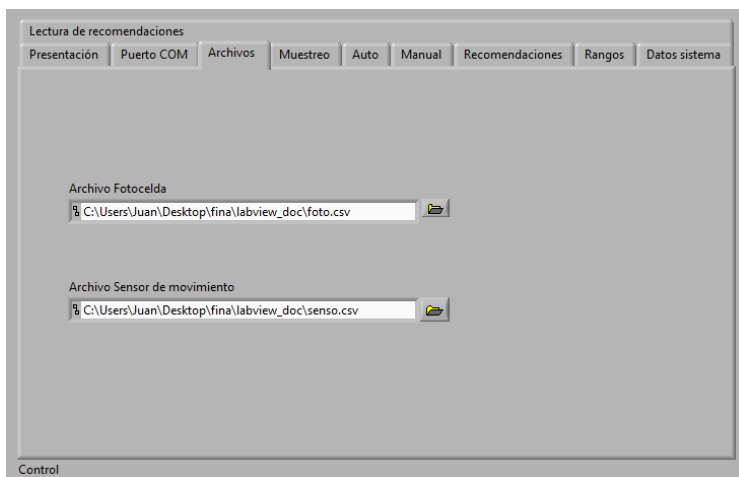 Lectura de recomendaciones
Presentación Puerto COM Archivos Muestreo Auto Manual Recomendaciones Rangos Datos sistema
Archivo Fotocelda
C:\Users\Juan\Desktop\fina\labview_doc\foto.csv
Archivo Sensor de movimiento
C:\Users\Juan\Desktop\fina\labview_doc\senso.csv
Control